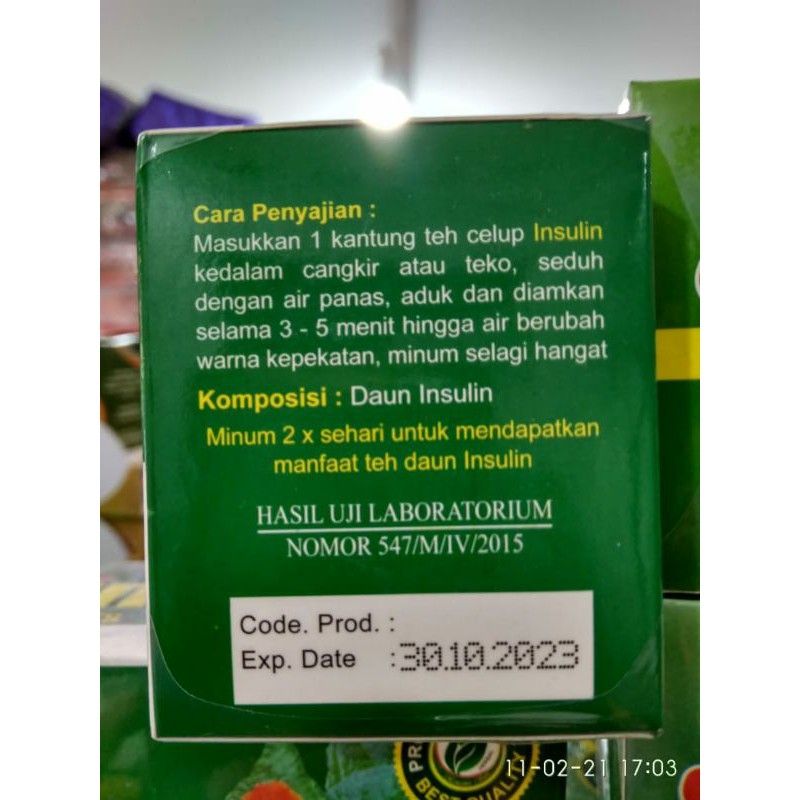 Cara Penyajian :
Masukkan 1 kantung teh celup Insulin
kedalam cangkir atau teko, seduh
dengan air panas, aduk dan diamkan
selama 3 - 5 menit hingga air berubah
warna kepekatan, minum selagi hangat
Komposisi : Daun Insulin
Minum 2 x sehari untuk mendapatkan
manfaat teh daun Insulin
HASIL UJI LABORATORIUM
NOMOR 547/M/IV/2015
Code. Prod. :
Exp. Date : 30.10.2023
BEST QUALITY
11-02-21 17:03